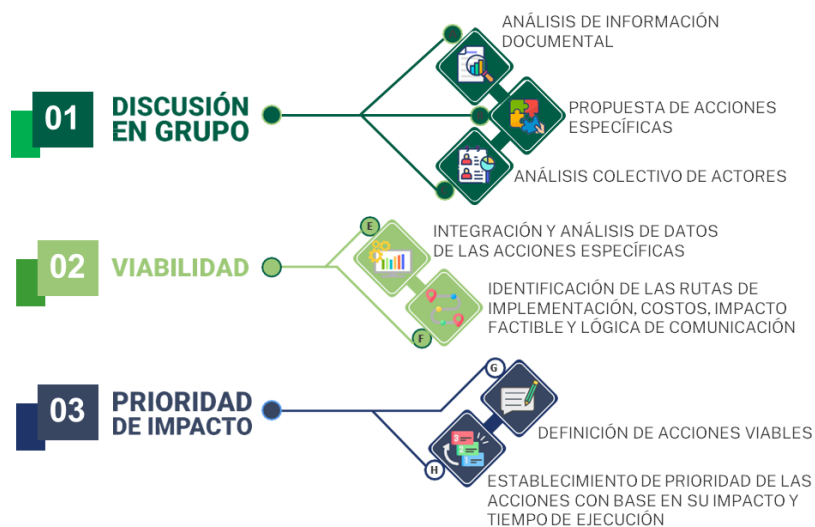 ANÁLISIS DE INFORMACIÓN
DOCUMENTAL
01
DISCUSIÓN
EN GRUPO
PROPUESTA DE ACCIONES
ESPECÍFICAS
ANÁLISIS COLECTIVO DE ACTORES
02
VIABILIDAD
E
INTEGRACIÓN Y ANÁLISIS DE DATOS
DE LAS ACCIONES ESPECÍFICAS
F
IDENTIFICACIÓN DE LAS RUTAS DE
IMPLEMENTACIÓN, COSTOS, IMPACTO
FACTIBLE Y LÓGICA DE COMUNICACIÓN
03
PRIORIDAD
DE IMPACTO
G
DEFINICIÓN DE ACCIONES VIABLES
H
ESTABLECIMIENTO DE PRIORIDAD DE LAS
ACCIONES CON BASE EN SU IMPACTO Y
TIEMPO DE EJECUCIÓN